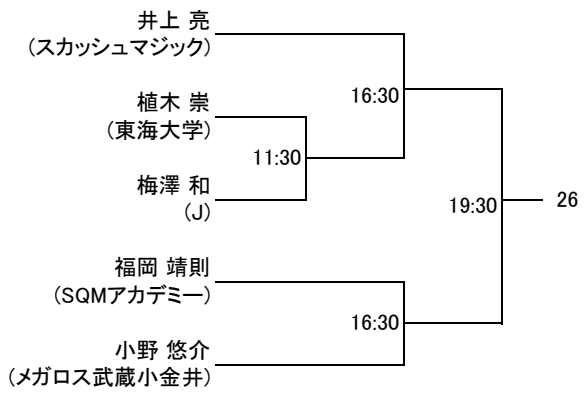 井上 亮
(スカッシュマジック)
16:30
植木 崇
(東海大学)
11:30
梅澤 和
(J)
19:30
26
福岡 靖則
(SQMアカデミー)
16:30
小野 悠介
(メガロス武蔵小金井)